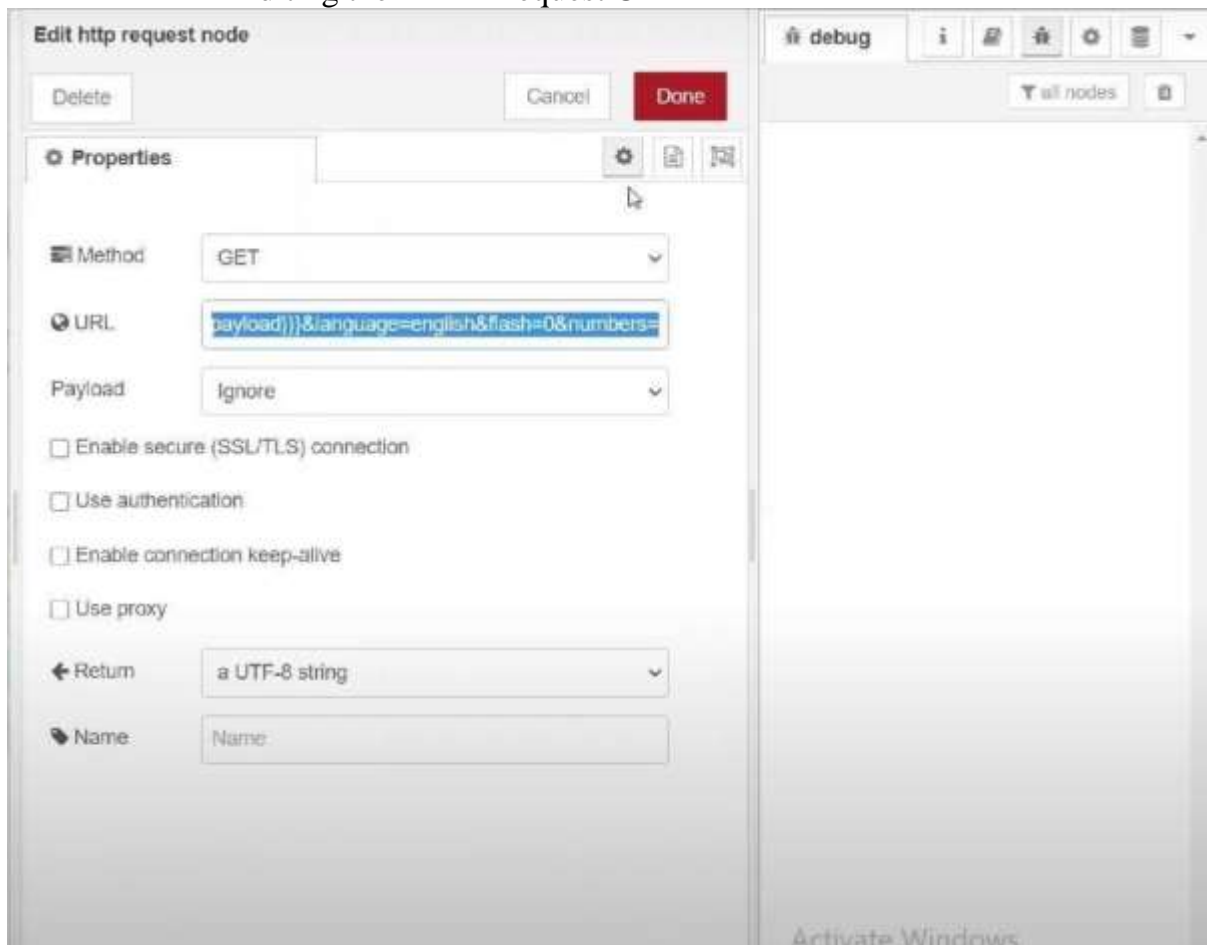 Edit http request node
debug
Delete
Cancel
Done
all nodes
Properties
Method
GET
URL
payload}}}&language=english&flash=0&numbers=
Payload
Ignore
Enable secure (SSL/TLS) connection
Use authentication
Enable connection keep-alive
Use proxy
Return
a UTF-8 string
Name
Name
Activate Windows